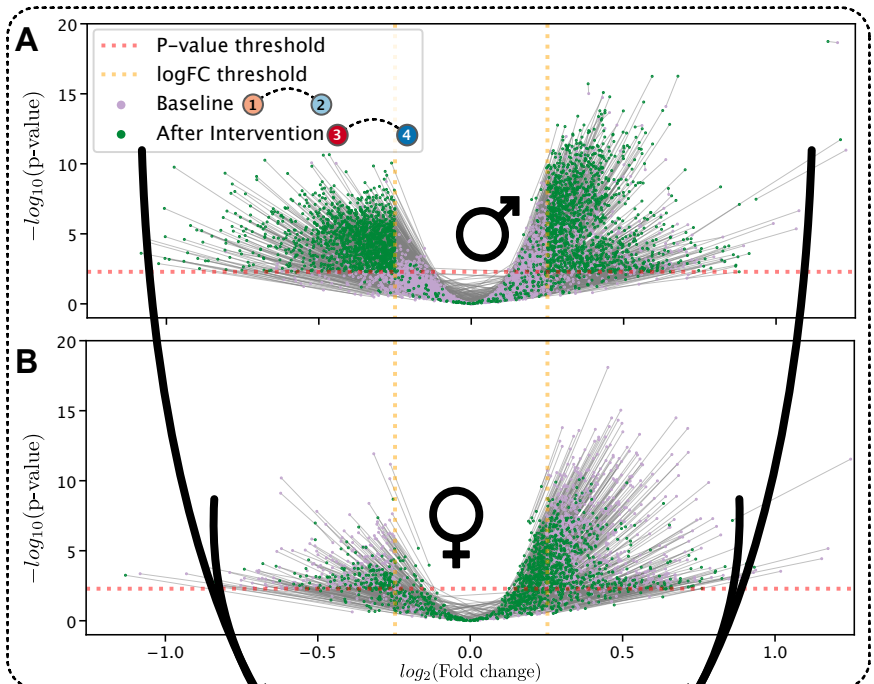 A
20
15
10
5
0
−log10(p-value)
P-value threshold
logFC threshold
Baseline 1 2
After Intervention 3 4
B
20
15
10
5
0
−log10(p-value)
−1.0 −0.5 0.0 0.5 1.0
log2(Fold change)